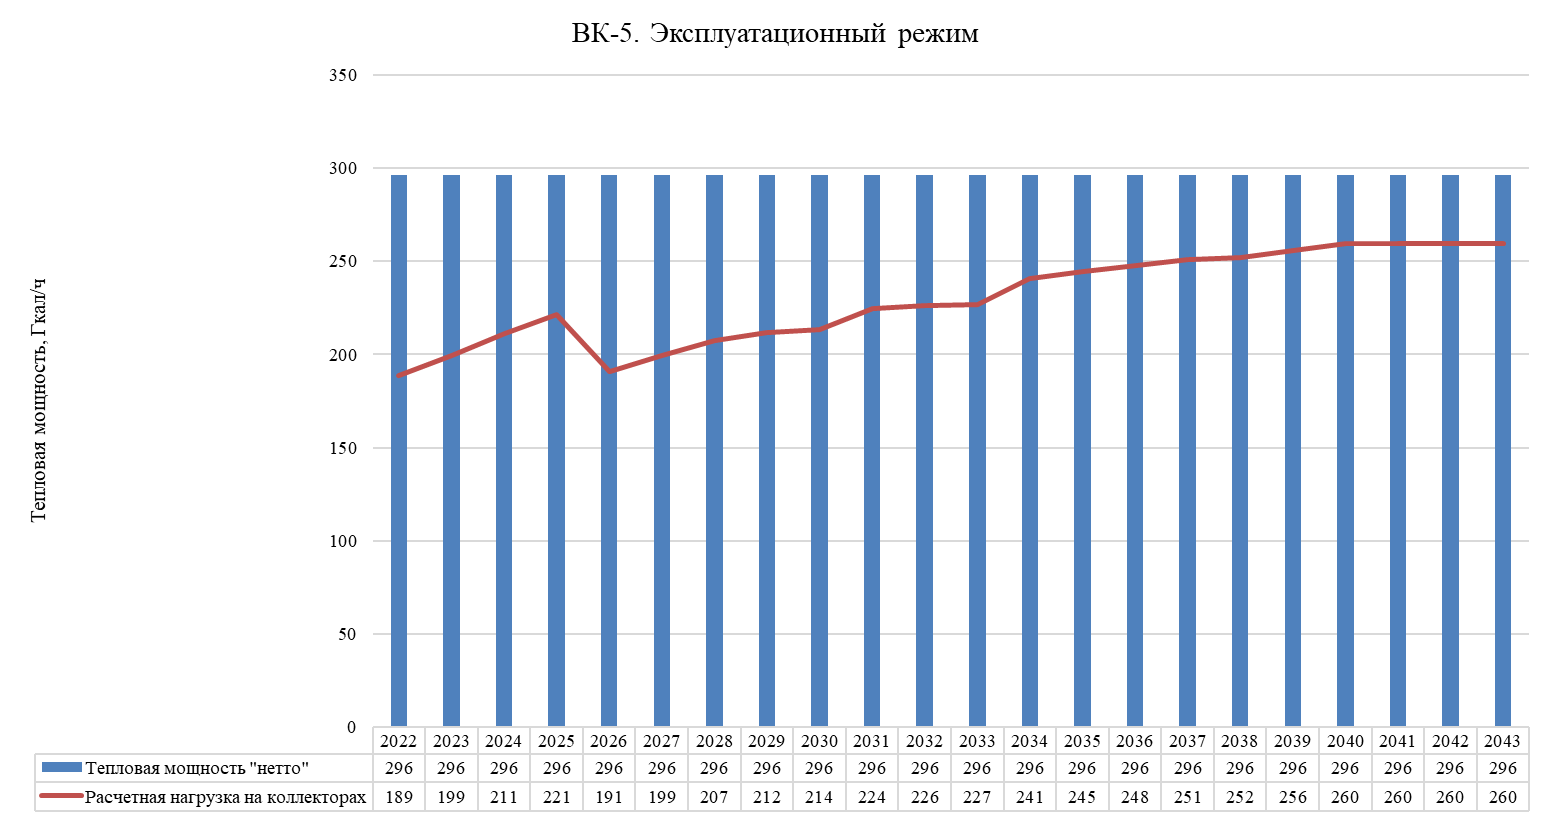 ВК-5. Эксплуатационный режим
Тепловая мощность, Гкал/ч
350
300
250
200
150
100
50
0
2022 2023 2024 2025 2026 2027 2028 2029 2030 2031 2032 2033 2034 2035 2036 2037 2038 2039 2040 2041 2042 2043
Тепловая мощность "нетто" 296 296 296 296 296 296 296 296 296 296 296 296 296 296 296 296 296 296 296 296 296 296
Расчетная нагрузка на коллекторах 189 199 211 221 191 199 207 212 214 224 226 227 241 245 248 251 252 256 260 260 260 260